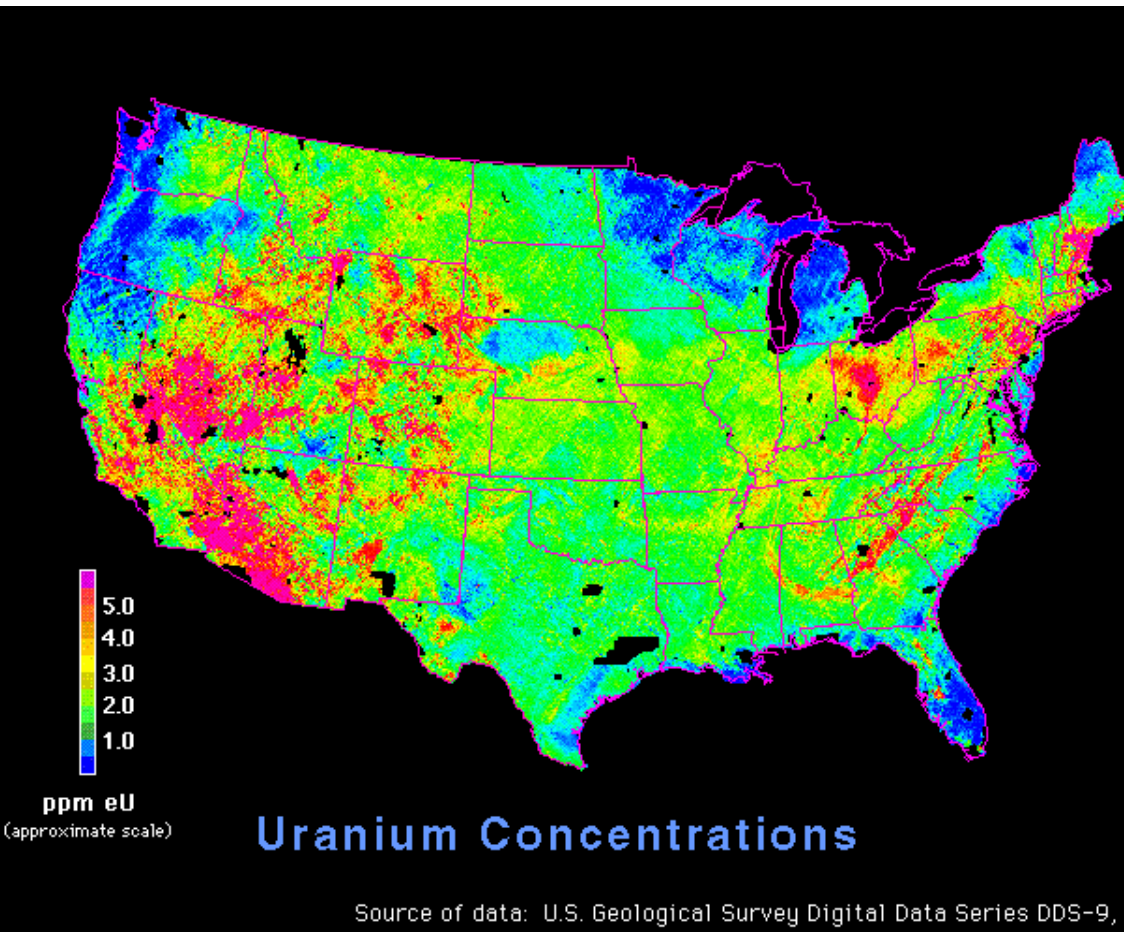 5.0
4.0
3.0
2.0
1.0
ppm eU
(approximate scale)
Uranium Concentrations
Source of data: U.S. Geological Survey Digital Data Series DDS-9,